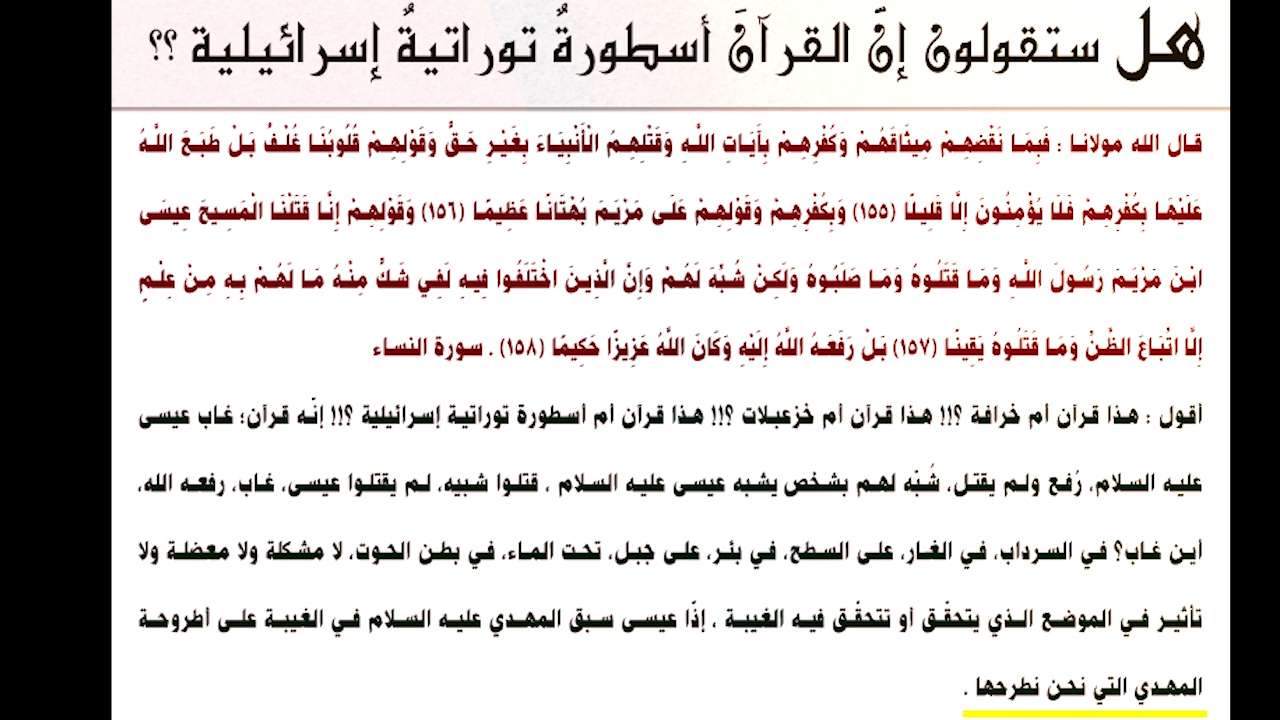 هل ستقولون إنّ القرآنَ أسطورةٌ توراتيةٌ إسرائيلية ؟؟
قال الله مولانا : فَبِمَا نَقْضِهِمْ مِيثَاقَهُمْ وَكُفْرِهِمْ بِآَيَاتِ اللَّهِ وَقَتْلِهِمُ الْأَنْبِيَاءَ بِغَيْرِ حَقٍّ وَقَوْلِهِمْ قُلُوبُنَا غُلْفٌ بَلْ طَبَعَ اللَّهُ
عَلَيْهَا بِكُفْرِهِمْ فَلَا يُؤْمِنُونَ إِلَّا قَلِيلًا (١٥٥) وَبِكُفْرِهِمْ وَقَوْلِهِمْ عَلَى مَرْيَمَ بُهْتَانًا عَظِيمًا (١٥٦) وَقَوْلِهِمْ إِنَّا قَتَلْنَا الْمَسِيحَ عِيسَى
ابْنَ مَرْيَمَ رَسُولَ اللَّهِ وَمَا قَتَلُوهُ وَمَا صَلَبُوهُ وَلَكِنْ شُبِّهَ لَهُمْ وَإِنَّ الَّذِينَ اخْتَلَفُوا فِيهِ لَفِي شَكٍّ مِنْهُ مَا لَهُمْ بِهِ مِنْ عِلْمٍ
إِلَّا اتِّبَاعَ الظَّنِّ وَمَا قَتَلُوهُ يَقِينًا (١٥٧) بَلْ رَفَعَهُ اللَّهُ إِلَيْهِ وَكَانَ اللَّهُ عَزِيزًا حَكِيمًا (١٥٨) . سورة النساء
أقول : هذا قرآن أم خرافة ؟!! هذا قرآن أم خزعبلات ؟!! هذا قرآن أم أسطورة توراتية إسرائيلية ؟!! إنّه قرآن؛ غاب عيسى
عليه السلام، رُفع ولم يقتل، شُبّه لهم بشخص يشبه عيسى عليه السلام ، قتلوا شبيه، لم يقتلوا عيسى، غاب، رفعه الله،
أين غاب؟ في السرداب، في الغار، على السطح، في بئر، على جبل، تحت الماء، في بطن الحوت، لا مشكلة ولا معضلة ولا
تأثير في الموضع الذي يتحقّق أو تتحقّق فيه الغيبة ، إذًا عيسى سبق المهدي عليه السلام في الغيبة على أطروحة
المهدي التي نحن نطرحها .